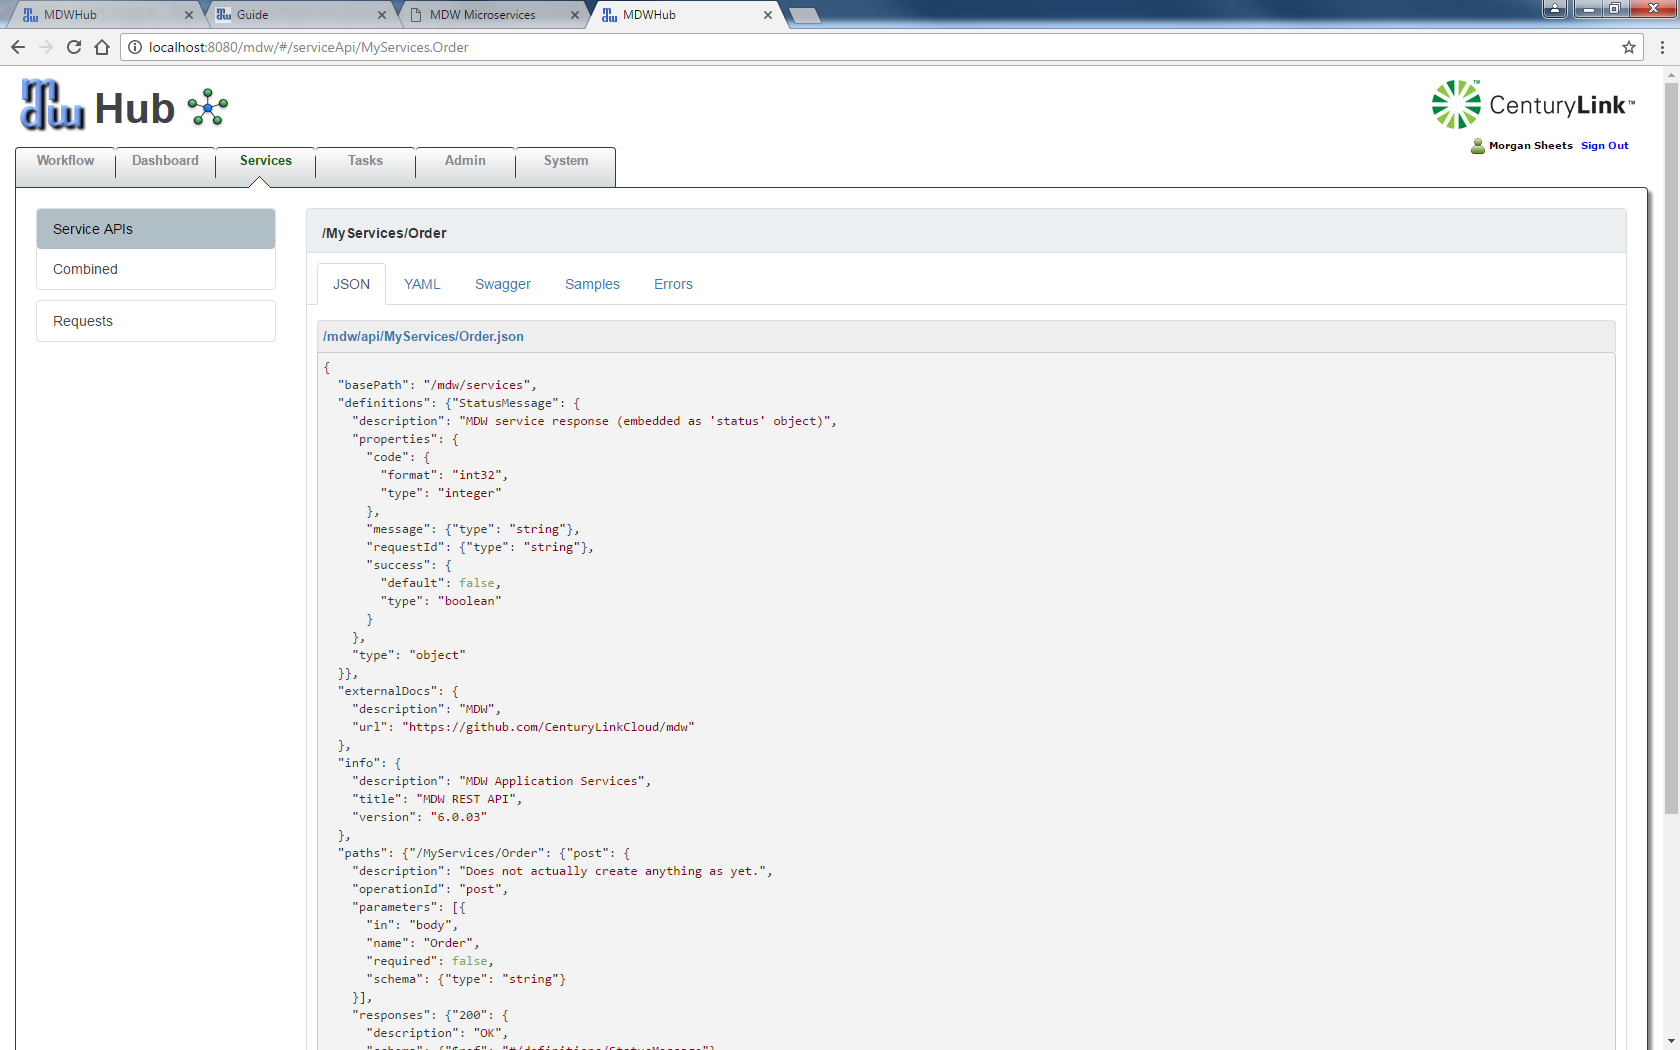 MDWHub
Guide
MDW Microservices
MDWHub
localhost:8080/mdw/#/serviceApi/MyServices.Order
mdw Hub
CenturyLink™
Morgan Sheets Sign Out
Workflow Dashboard Services Tasks Admin System
Service APIs
Combined
Requests
/MyServices/Order
JSON YAML Swagger Samples Errors
/mdw/api/MyServices/Order.json
{
  "basePath": "/mdw/services",
  "definitions": {"StatusMessage": {
    "description": "MDW service response (embedded as 'status' object)",
    "properties": {
      "code": {
        "format": "int32",
        "type": "integer"
      },
      "message": {"type": "string"},
      "requestId": {"type": "string"},
      "success": {
        "default": false,
        "type": "boolean"
      }
    },
    "type": "object"
  }},
  "externalDocs": {
    "description": "MDW",
    "url": "https://github.com/CenturyLinkCloud/mdw"
  },
  "info": {
    "description": "MDW Application Services",
    "title": "MDW REST API",
    "version": "6.0.03"
  },
  "paths": {"/MyServices/Order": {"post": {
    "description": "Does not actually create anything as yet.",
    "operationId": "post",
    "parameters": [{
      "in": "body",
      "name": "Order",
      "required": false,
      "schema": {"type": "string"}
    }],
    "responses": {"200": {
      "description": "OK",
      "schema": {"$ref": "#/definitions/StatusMessage"}